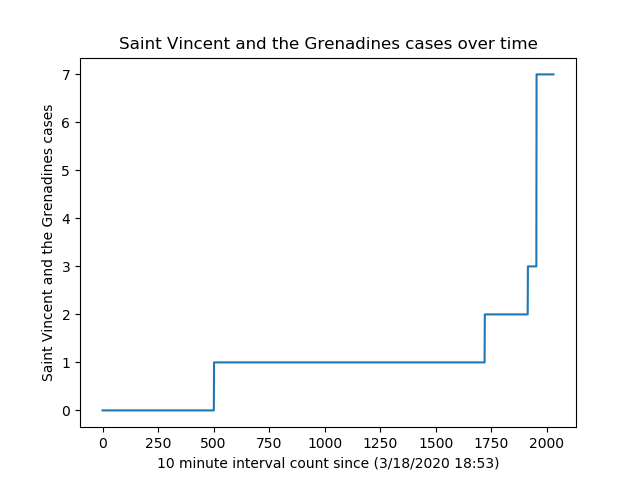 Saint Vincent and the Grenadines cases over time
Saint Vincent and the Grenadines cases
7
6
5
4
3
2
1
0
0 250 500 750 1000 1250 1500 1750 2000
10 minute interval count since (3/18/2020 18:53)